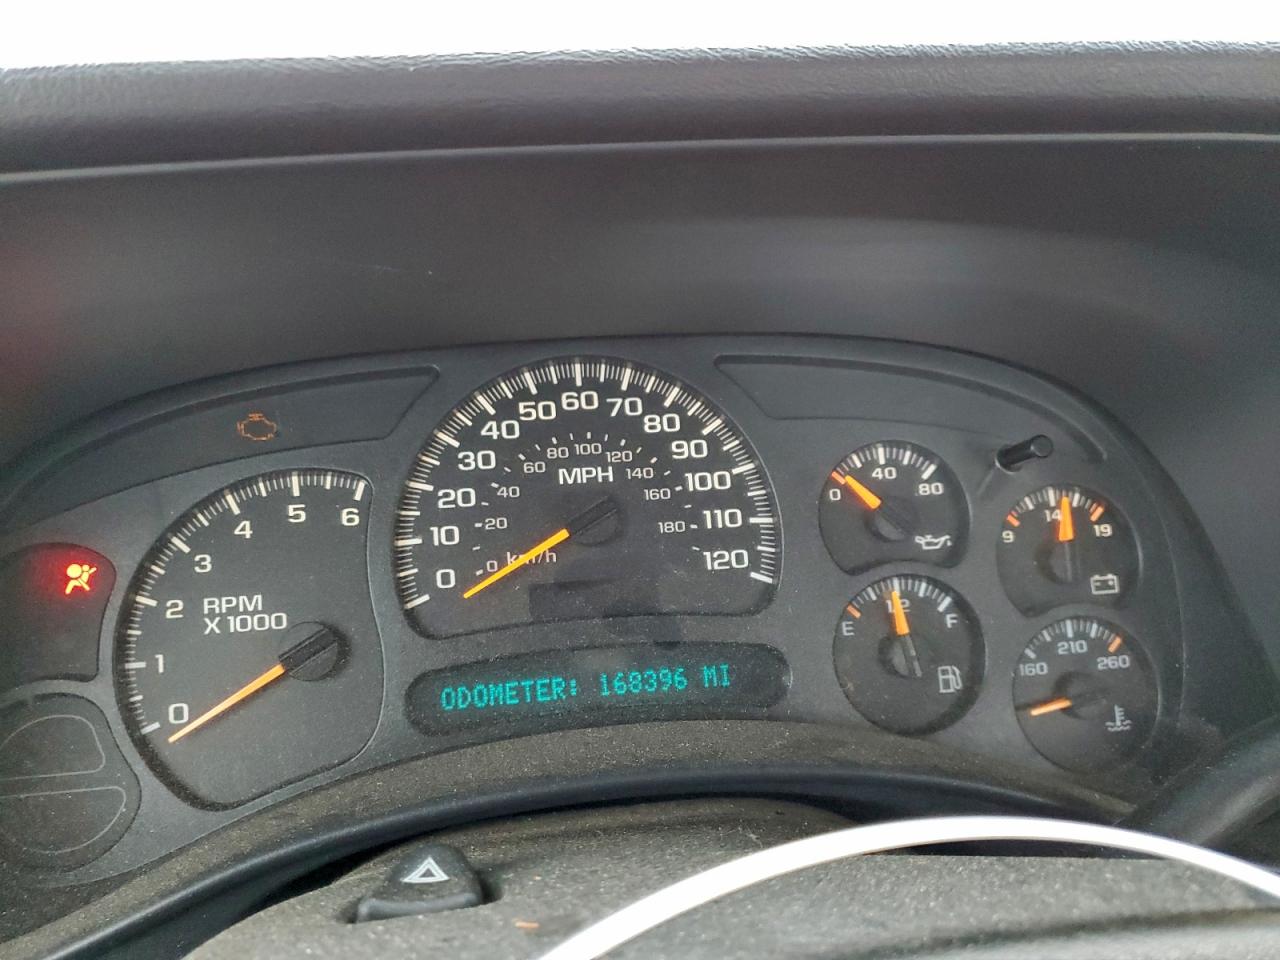 0 1 2 3 4 5 6
RPM
X 1000
0 10 20 30 40 50 60 70 80 90 100 110 120
MPH
0 20 40 60 80 100 120 140 160 180
km/h
ODOMETER: 168396 MI
0 40 80
9 14 19
E 1/2 F
160 210 260